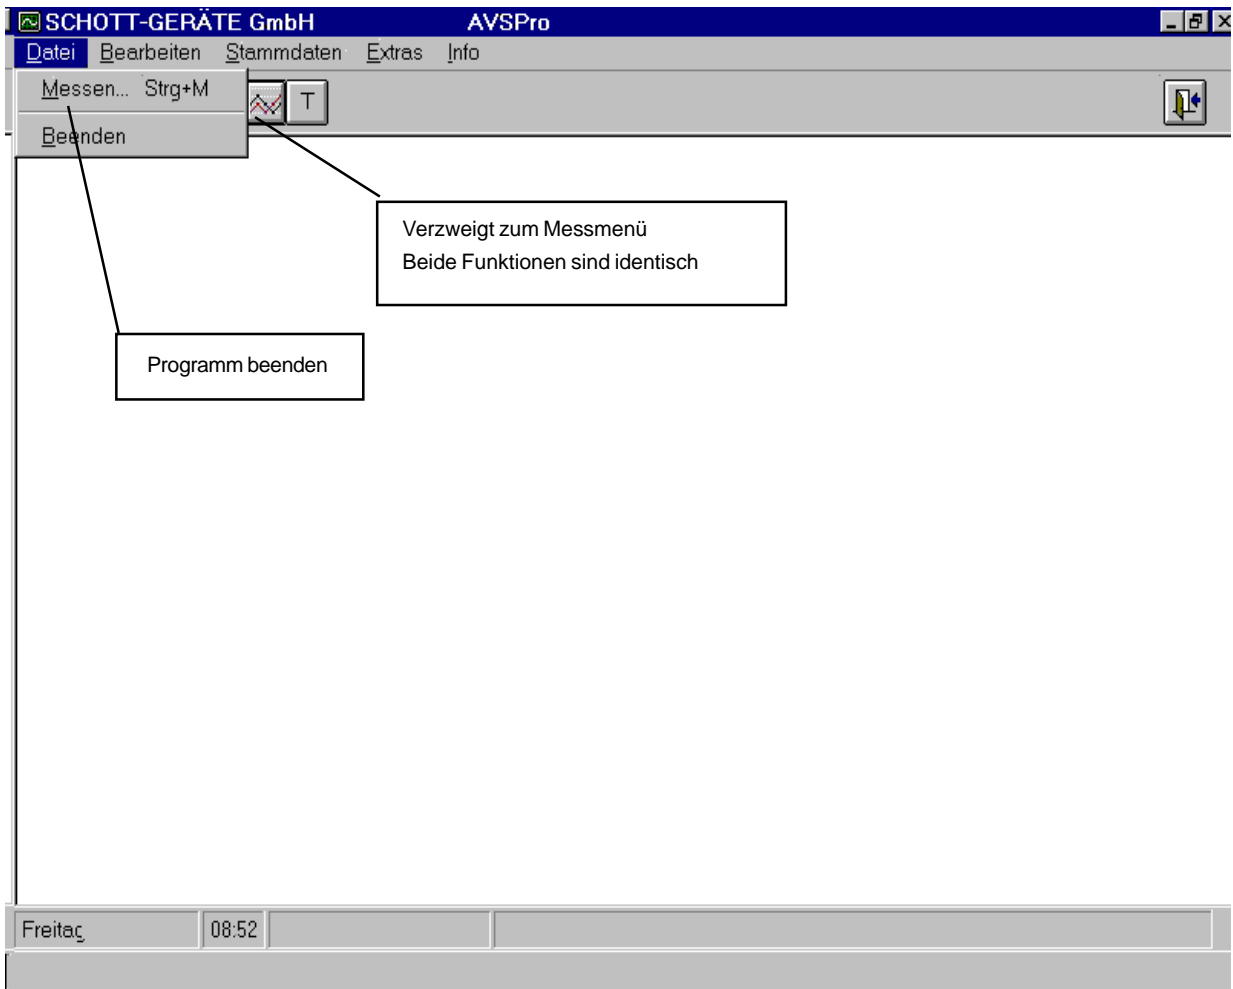 SCHOTT-GERÄTE GmbH AVSPro
Datei Bearbeiten Stammdaten Extras Info
Messen... Strg+M
T
Beenden
Verzweigt zum Messmenü
Beide Funktionen sind identisch
Programm beenden
Freitag 08:52